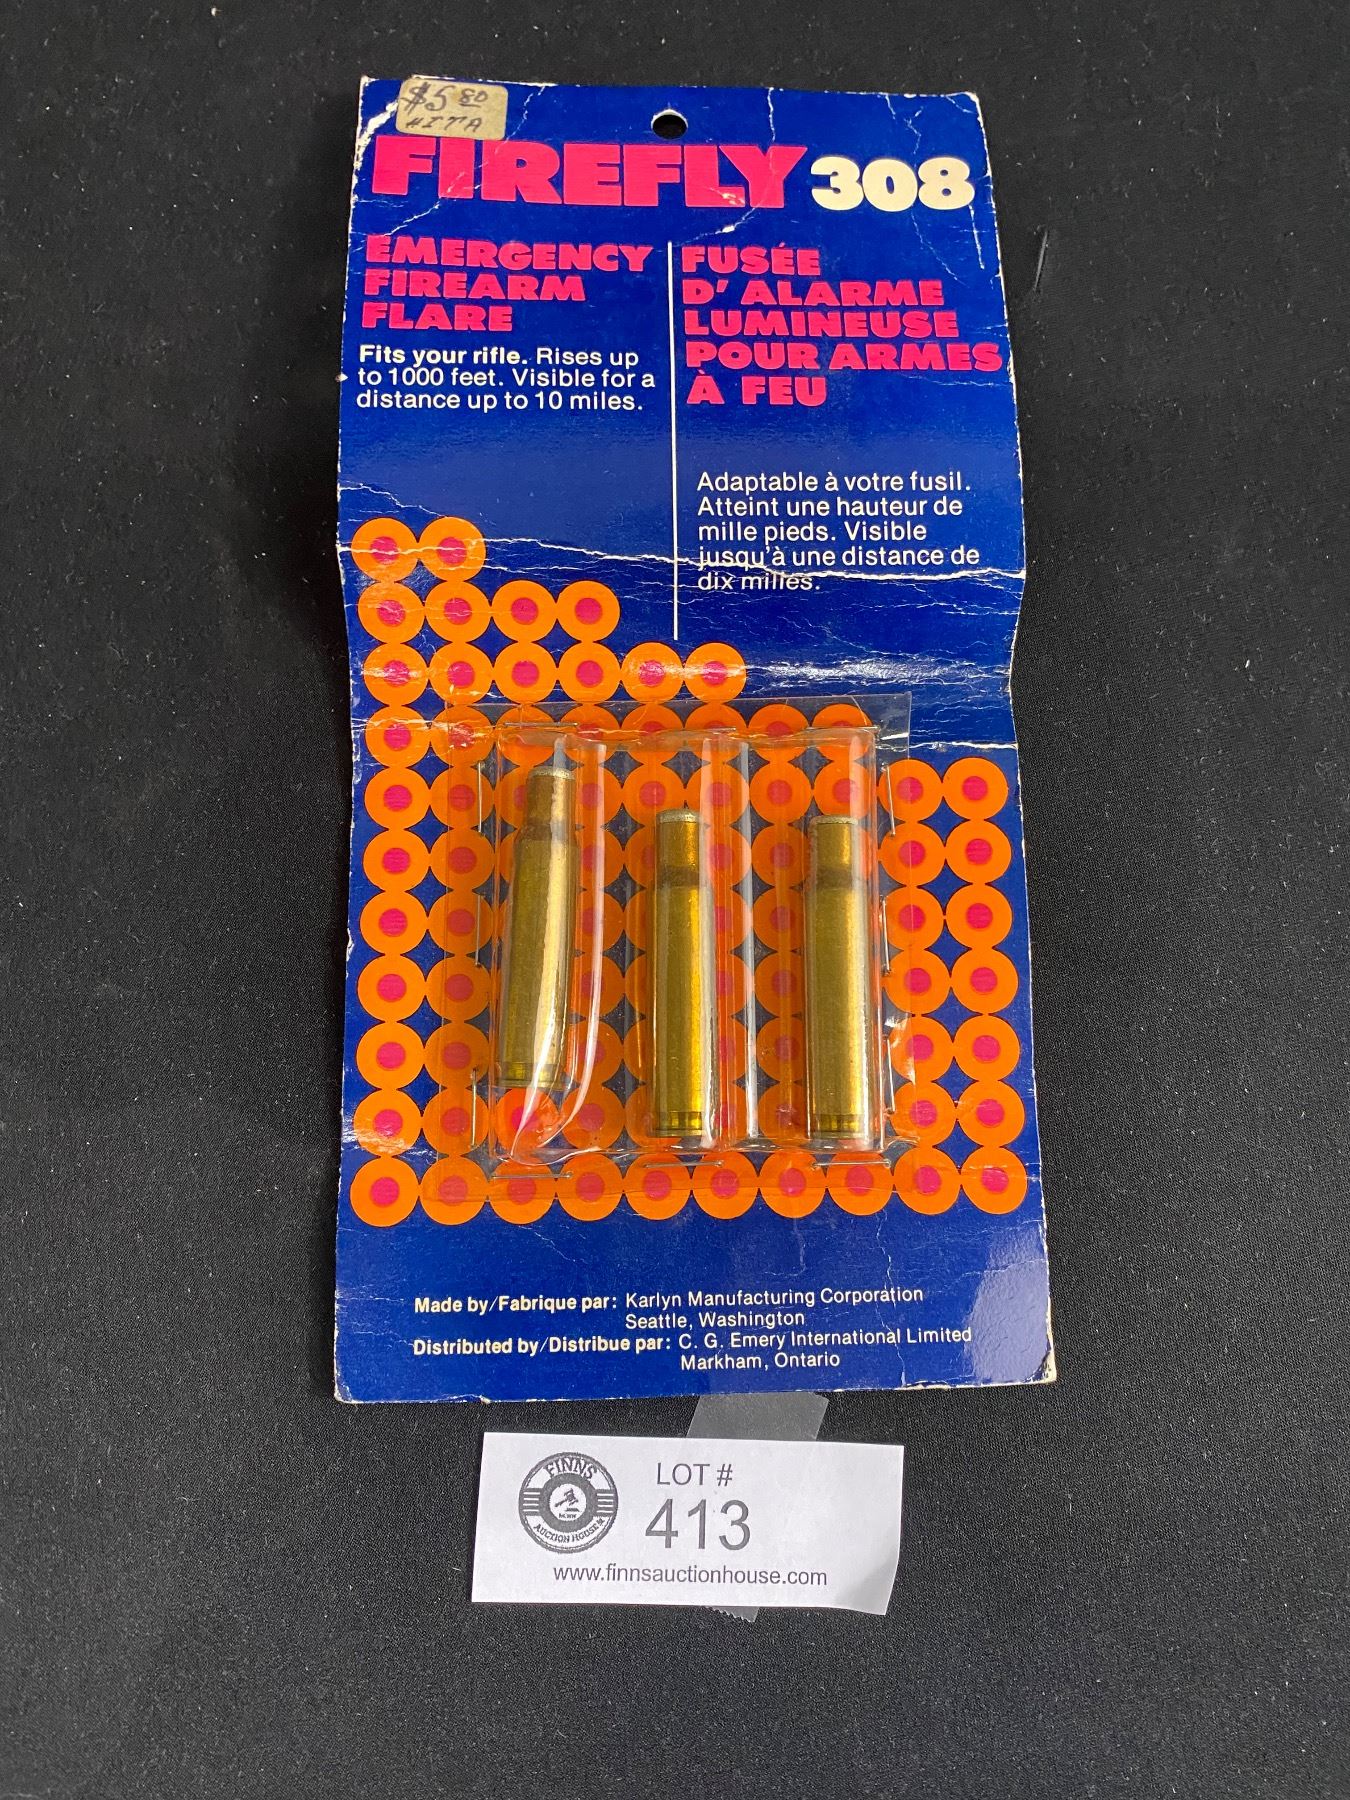 $5.80
HITA
FIREFLY 308
EMERGENCY
FIREARM
FLARE
Fits your rifle. Rises up
to 1000 feet. Visible for a
distance up to 10 miles.
FUSÉE
D'ALARME
LUMINEUSE
POUR ARMES
À FEU
Adaptable à votre fusil.
Atteint une hauteur de
mille pieds. Visible
jusqu'à une distance de
dix milles.
Made by/Fabrique par: Karlyn Manufacturing Corporation
Seattle, Washington
Distributed by/Distribue par: C. G. Emery International Limited
Markham, Ontario
FINNS
AUCTION HOUSE
LOT #
413
www.finnsauctionhouse.com